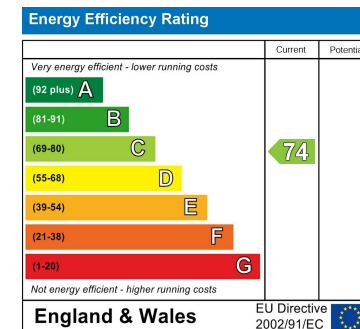 Energy Efficiency Rating
Current Potentia
Very energy efficient - lower running costs
(92 plus) A
(81-91) B
(69-80) C
74
(55-68) D
(39-54) E
(21-38) F
(1-20) G
Not energy efficient - higher running costs
England & Wales
EU Directive
2002/91/EC